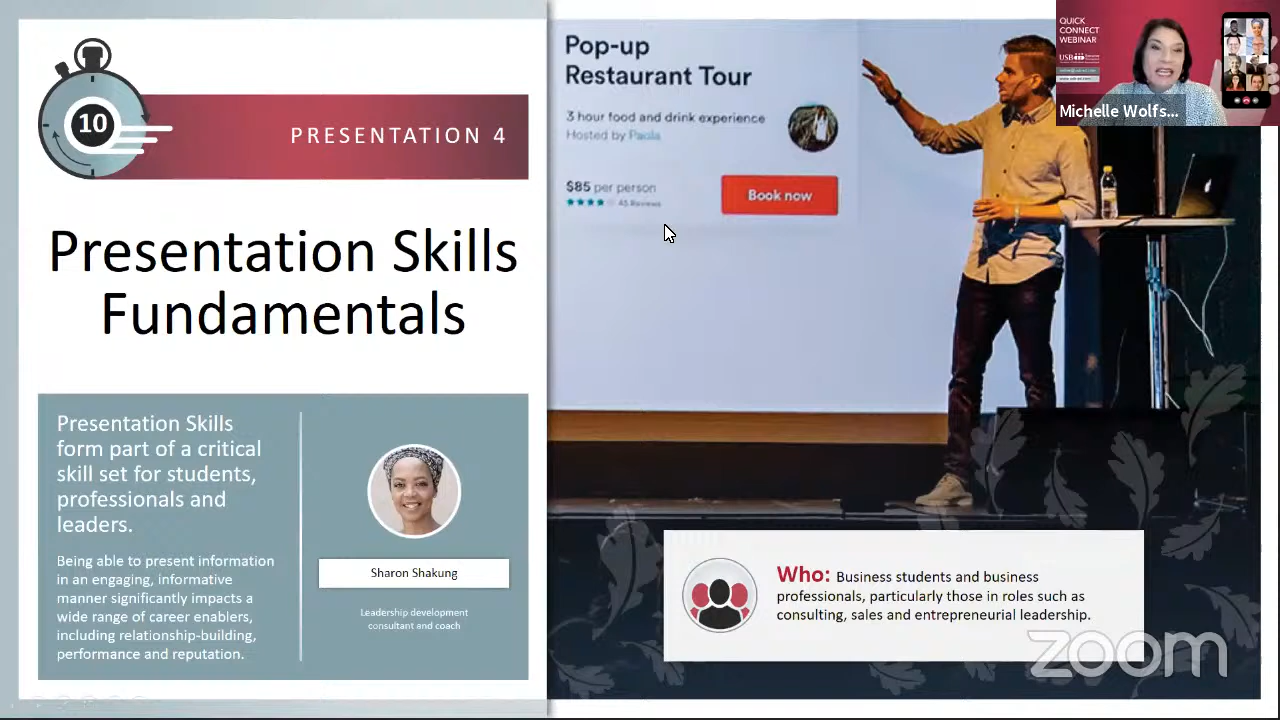 10
PRESENTATION 4
Presentation Skills
Fundamentals
Presentation Skills
form part of a critical
skill set for students,
professionals and
leaders.
Being able to present information
in an engaging, informative
manner significantly impacts a
wide range of career enablers,
including relationship-building,
performance and reputation.
Sharon Shakung
Leadership development
consultant and coach
Pop-up
Restaurant Tour
3 hour food and drink experience
Hosted by Paola
$85 per person
45 Reviews
Book now
Who: Business students and business
professionals, particularly those in roles such as
consulting, sales and entrepreneurial leadership.
zoom
QUICK
CONNECT
WEBINAR
USB
Michelle Wolfs...